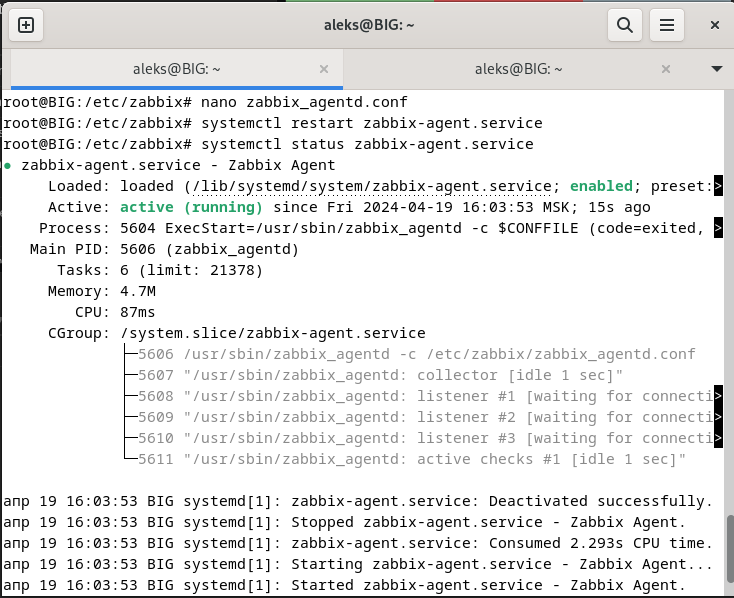 aleks@BIG: ~
aleks@BIG: ~
aleks@BIG: ~
root@BIG:/etc/zabbix# nano zabbix_agentd.conf
root@BIG:/etc/zabbix# systemctl restart zabbix-agent.service
root@BIG:/etc/zabbix# systemctl status zabbix-agent.service
● zabbix-agent.service - Zabbix Agent
Loaded: loaded (/lib/systemd/system/zabbix-agent.service; enabled; preset:>
Active: active (running) since Fri 2024-04-19 16:03:53 MSK; 15s ago
Process: 5604 ExecStart=/usr/sbin/zabbix_agentd -c $CONFFILE (code=exited, >
Main PID: 5606 (zabbix_agentd)
Tasks: 6 (limit: 21378)
Memory: 4.7M
CPU: 87ms
CGroup: /system.slice/zabbix-agent.service
├─5606 /usr/sbin/zabbix_agentd -c /etc/zabbix/zabbix_agentd.conf
├─5607 "/usr/sbin/zabbix_agentd: collector [idle 1 sec]"
├─5608 "/usr/sbin/zabbix_agentd: listener #1 [waiting for connecti>
├─5609 "/usr/sbin/zabbix_agentd: listener #2 [waiting for connecti>
├─5610 "/usr/sbin/zabbix_agentd: listener #3 [waiting for connecti>
└─5611 "/usr/sbin/zabbix_agentd: active checks #1 [idle 1 sec]"
апр 19 16:03:53 BIG systemd[1]: zabbix-agent.service: Deactivated successfully.
апр 19 16:03:53 BIG systemd[1]: Stopped zabbix-agent.service - Zabbix Agent.
апр 19 16:03:53 BIG systemd[1]: zabbix-agent.service: Consumed 2.293s CPU time.
апр 19 16:03:53 BIG systemd[1]: Starting zabbix-agent.service - Zabbix Agent...
апр 19 16:03:53 BIG systemd[1]: Started zabbix-agent.service - Zabbix Agent.